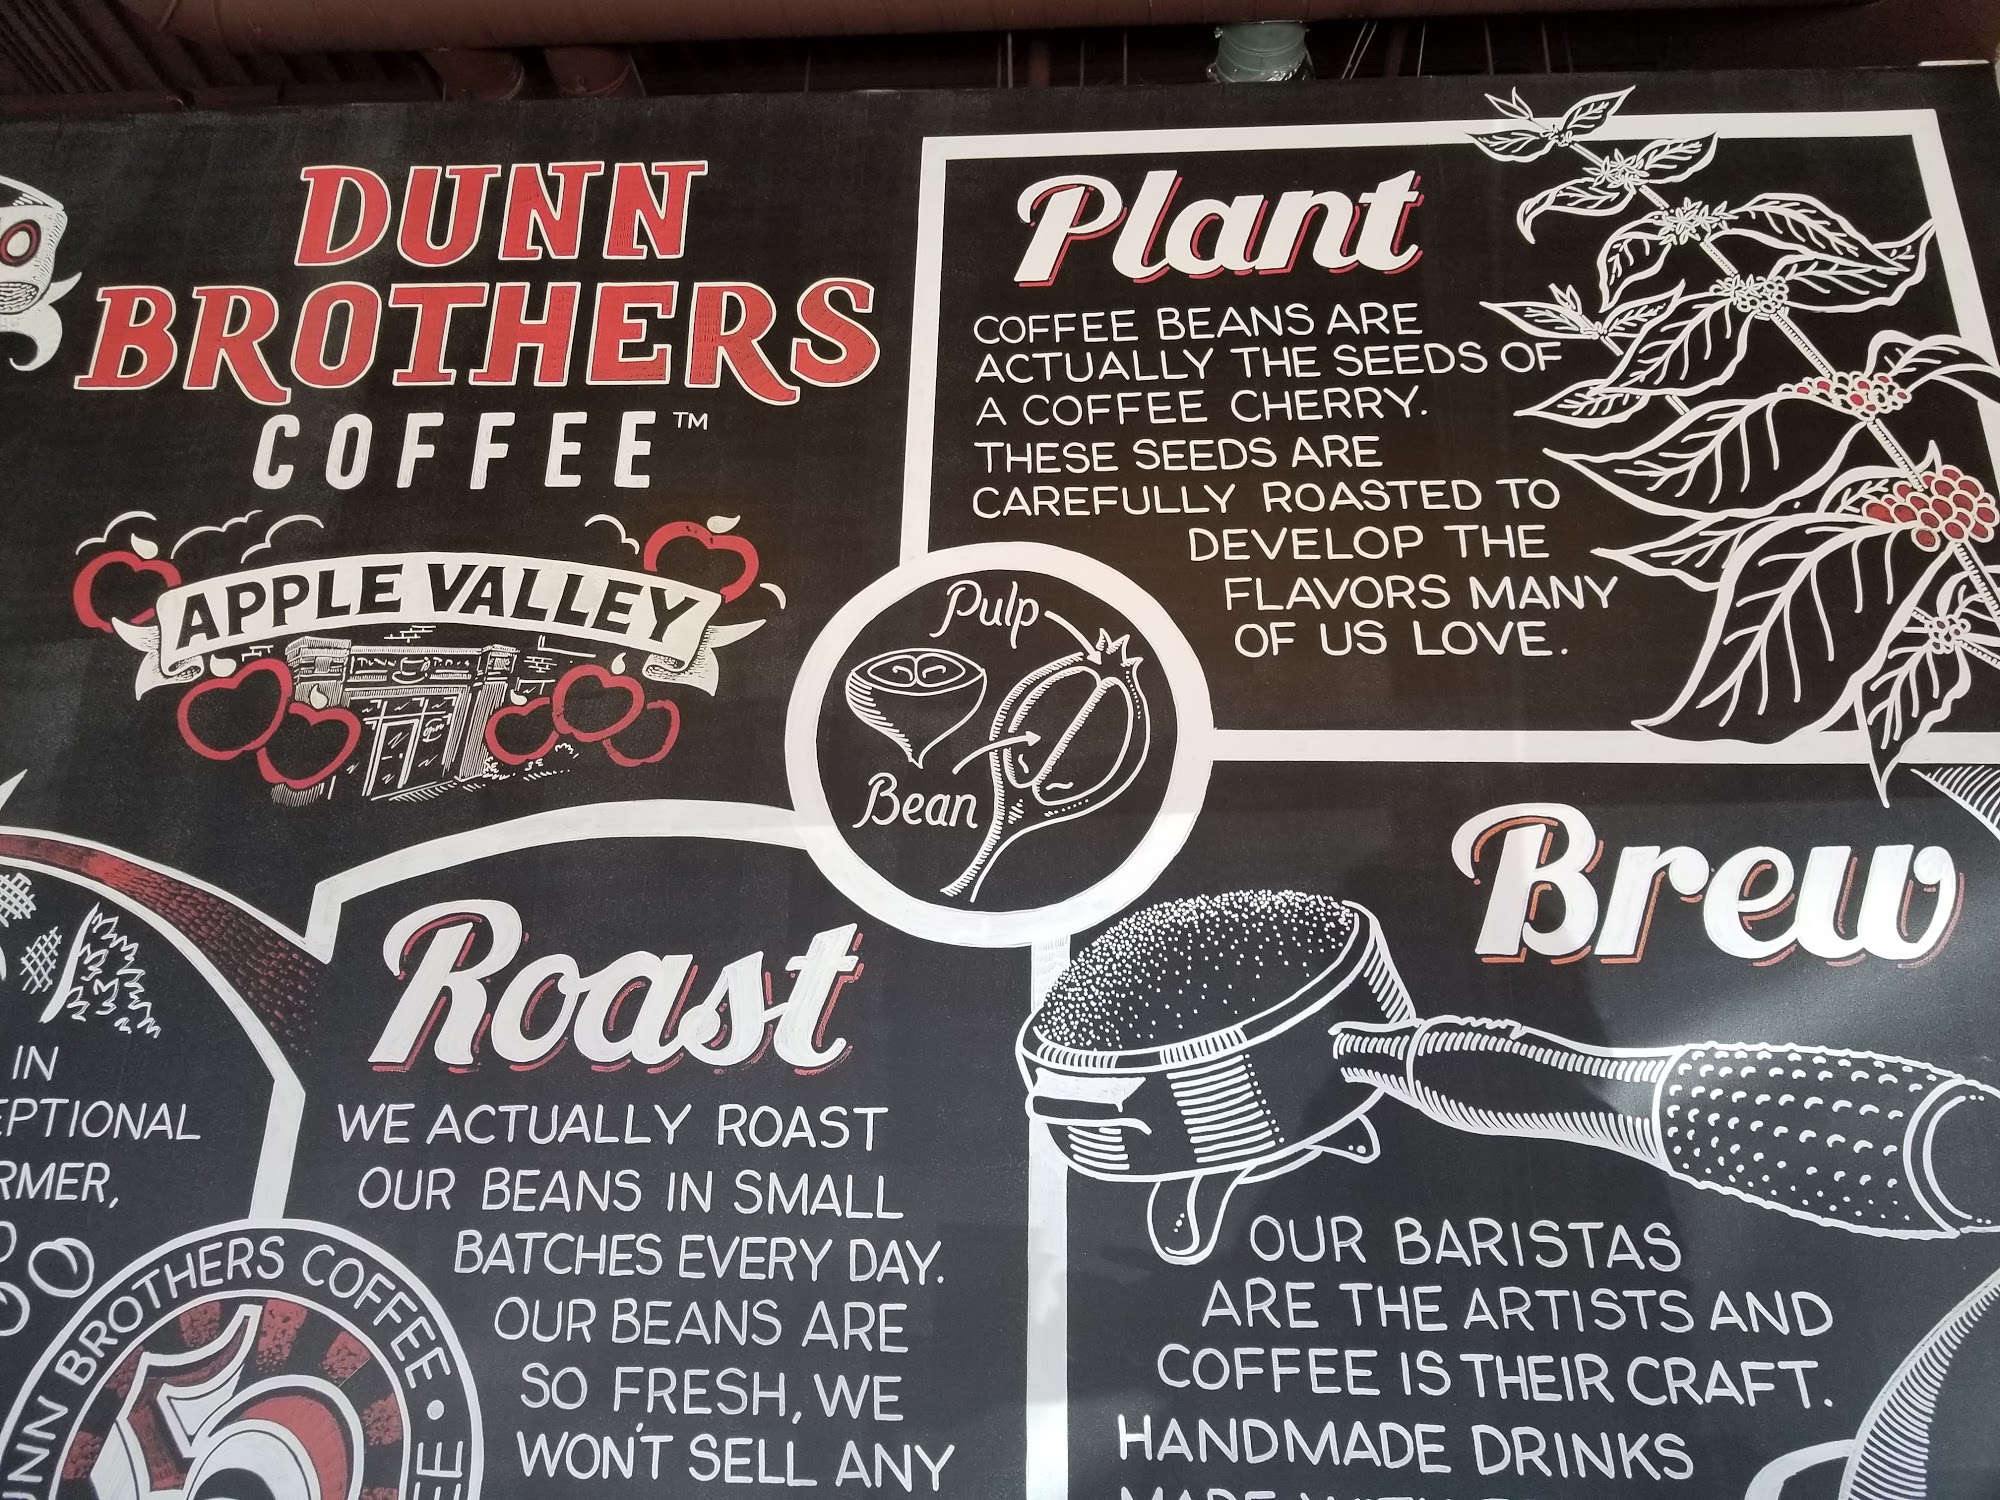 DUNN
BROTHERS
COFFEE™
APPLE VALLEY
Plant
COFFEE BEANS ARE
ACTUALLY THE SEEDS OF
A COFFEE CHERRY.
THESE SEEDS ARE
CAREFULLY ROASTED TO
DEVELOP THE
FLAVORS MANY
OF US LOVE.
Pulp
Bean
Roast
WE ACTUALLY ROAST
OUR BEANS IN SMALL
BATCHES EVERY DAY.
OUR BEANS ARE
SO FRESH, WE
WON'T SELL ANY
Brew
OUR BARISTAS
ARE THE ARTISTS AND
COFFEE IS THEIR CRAFT.
HANDMADE DRINKS
IN
EPTIONAL
RMER,
UNN BROTHERS COFFEE •
5